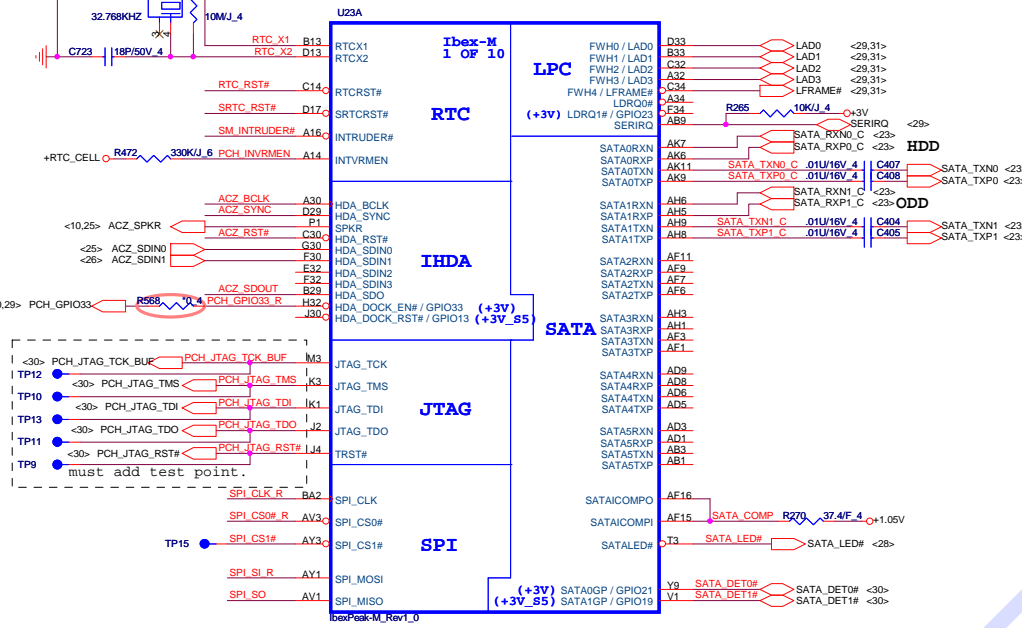 U23A
32.768KHZ
10M/J_4
3
4
C723
18P/50V_4
RTC_X1 B13 RTCX1
RTC_X2 D13 RTCX2
RTC_RST# C14 RTCRST#
SRTC_RST# D17 SRTCRST#
SM_INTRUDER# A16 INTRUDER#
+RTC_CELL R472 330K/J_6 PCH_INVRMEN A14 INTVRMEN
Ibex-M
1 OF 10
RTC
LPC
D33 FWH0 / LAD0 LAD0 <29,31>
B33 FWH1 / LAD1 LAD1 <29,31>
C32 FWH2 / LAD2 LAD2 <29,31>
A32 FWH3 / LAD3 LAD3 <29,31>
C34 FWH4 / LFRAME# LFRAME# <29,31>
A34 LDRQ0#
F34 (+3V) LDRQ1# / GPIO23
AB9 SERIRQ
R265 10K/J_4 +3V
SERIRQ <29>
SATA0RXN AK7 SATA_RXN0_C <23>
SATA0RXP AK6 SATA_RXP0_C <23>
HDD
SATA0TXN AK11 SATA_TXN0_C .01U/16V_4 C407 SATA_TXN0 <23
SATA0TXP AK9 SATA_TXP0_C .01U/16V_4 C408 SATA_TXP0 <23
SATA1RXN AH6 SATA_RXN1_C <23>
SATA1RXP AH5 SATA_RXP1_C <23>
ODD
SATA1TXN AH9 SATA_TXN1_C .01U/16V_4 C404 SATA_TXN1 <23
SATA1TXP AH8 SATA_TXP1_C .01U/16V_4 C405 SATA_TXP1 <23
ACZ_BCLK A30 HDA_BCLK
ACZ_SYNC D29 HDA_SYNC
<10,25> ACZ_SPKR P1 SPKR
ACZ_RST# C30 HDA_RST#
<25> ACZ_SDIN0 G30 HDA_SDIN0
<26> ACZ_SDIN1 F30 HDA_SDIN1
E32 HDA_SDIN2
F32 HDA_SDIN3
ACZ_SDOUT B29 HDA_SDO
0,29> PCH_GPIO33 R568 *0_4 PCH_GPIO33_R H32 HDA_DOCK_EN# / GPIO33 (+3V)
J30 HDA_DOCK_RST# / GPIO13 (+3V_S5)
IHDA
SATA
SATA2RXN AF11
SATA2RXP AF9
SATA2TXN AF7
SATA2TXP AF6
SATA3RXN AH3
SATA3RXP AH1
SATA3TXN AF3
SATA3TXP AF1
SATA4RXN AD9
SATA4RXP AD8
SATA4TXN AD6
SATA4TXP AD5
SATA5RXN AD3
SATA5RXP AD1
SATA5TXN AB3
SATA5TXP AB1
<30> PCH_JTAG_TCK_BUF PCH_JTAG_TCK_BUF M3 JTAG_TCK
TP12
<30> PCH_JTAG_TMS PCH_JTAG_TMS K3 JTAG_TMS
TP10
<30> PCH_JTAG_TDI PCH_JTAG_TDI K1 JTAG_TDI
TP13
<30> PCH_JTAG_TDO PCH_JTAG_TDO J2 JTAG_TDO
TP11
<30> PCH_JTAG_RST# PCH_JTAG_RST# J4 TRST#
TP9
must add test point.
JTAG
SPI_CLK_R BA2 SPI_CLK
SPI_CS0#_R AV3 SPI_CS0#
TP15 SPI_CS1# AY3 SPI_CS1#
SPI_SI_R AY1 SPI_MOSI
SPI_SO AV1 SPI_MISO
SPI
SATAICOMPO AF16
SATAICOMPI AF15 SATA_COMP R270 37.4/F_4 +1.05V
SATALED# T3 SATA_LED# SATA_LED# <28>
(+3V) SATA0GP / GPIO21 Y9 SATA_DET0# SATA_DET0# <30>
(+3V_S5) SATA1GP / GPIO19 V1 SATA_DET1# SATA_DET1# <30>
IbexPeak-M_Rev1_0